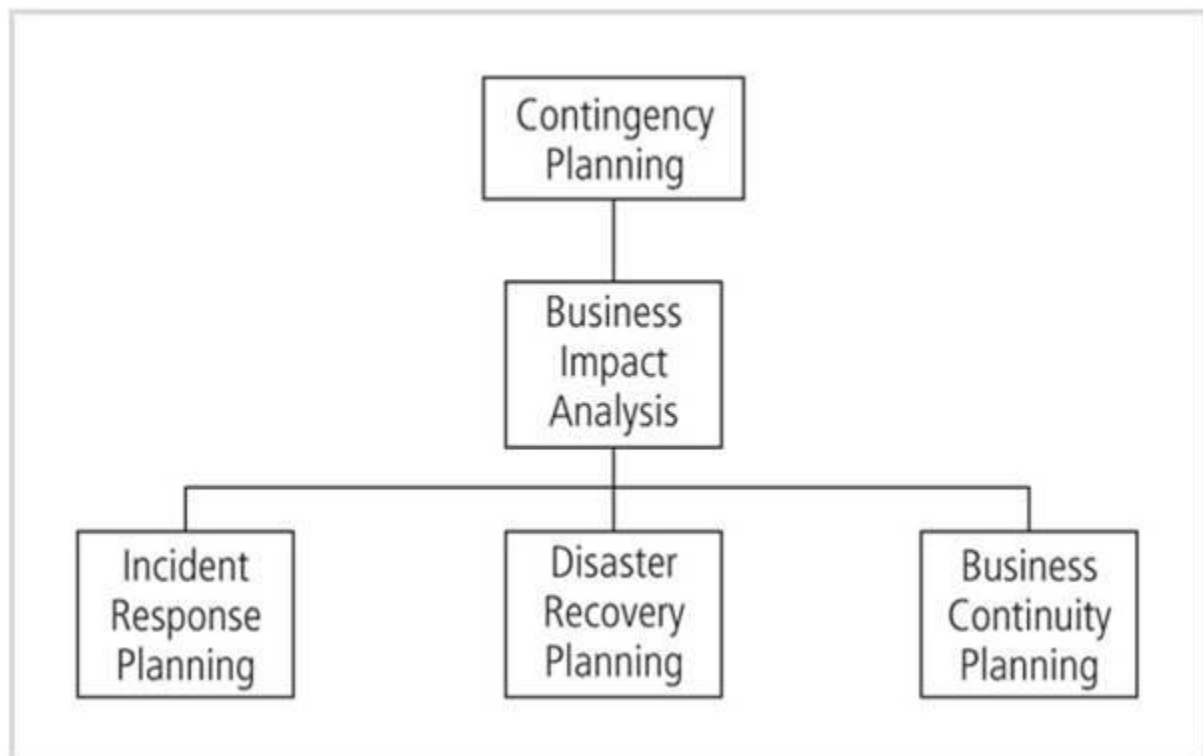 Contingency
Planning
Business
Impact
Analysis
Incident
Response
Planning
Disaster
Recovery
Planning
Business
Continuity
Planning